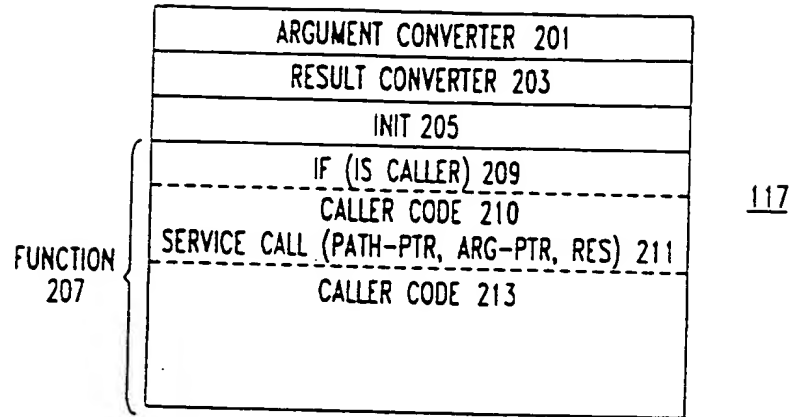 ARGUMENT CONVERTER 201
RESULT CONVERTER 203
INIT 205
IF (IS CALLER) 209
CALLER CODE 210
SERVICE CALL (PATH-PTR, ARG-PTR, RES) 211
CALLER CODE 213
FUNCTION
207
117